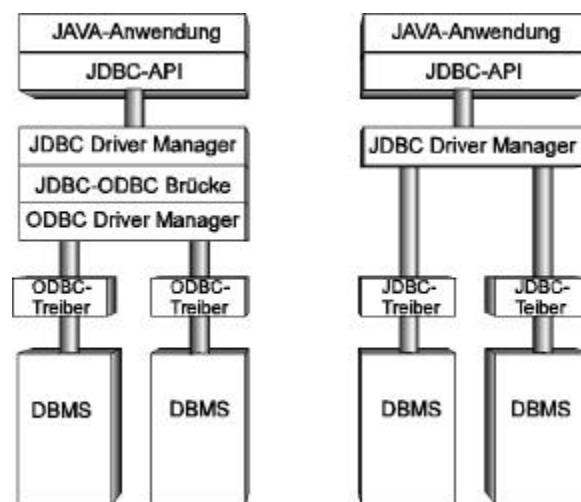 JAVA-Anwendung
JDBC-API
JDBC Driver Manager
JDBC-ODBC Brücke
ODBC Driver Manager
ODBC-
Treiber
ODBC-
Treiber
DBMS
DBMS
JAVA-Anwendung
JDBC-API
JDBC Driver Manager
JDBC-
Treiber
JDBC-
Teiber
DBMS
DBMS